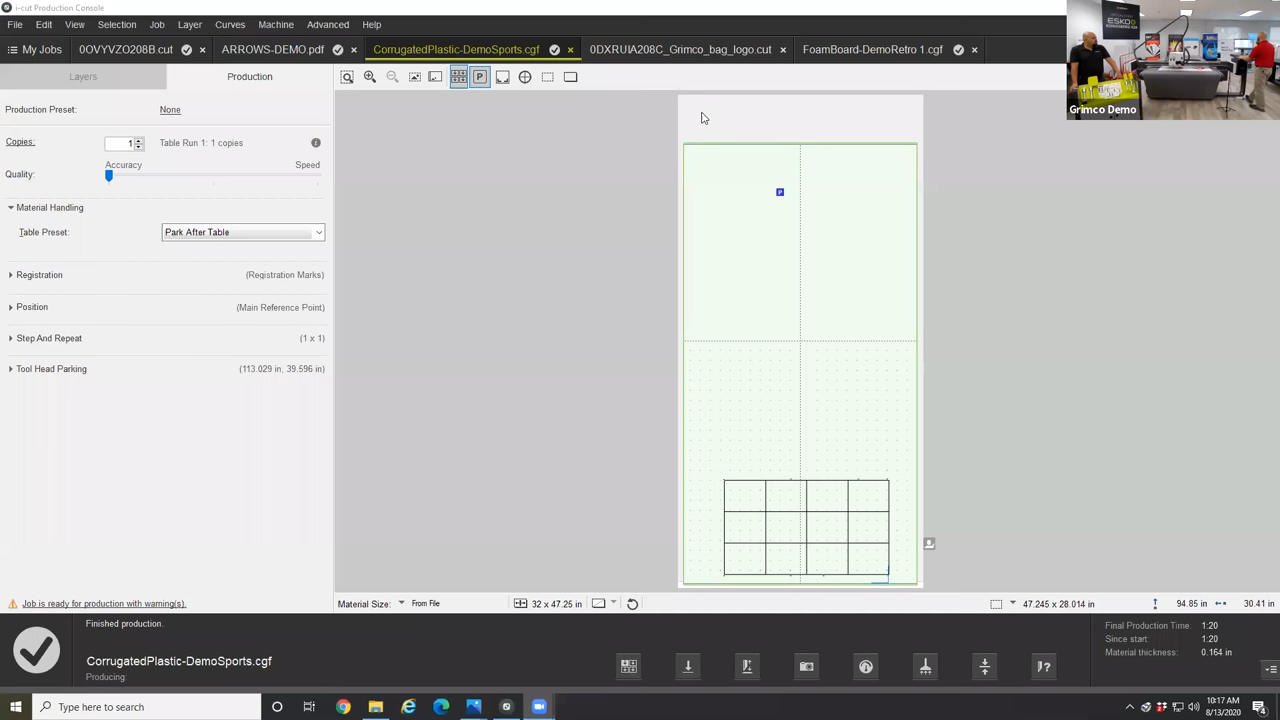 i-cut Production Console
File Edit View Selection Job Layer Curves Machine Advanced Help
My Jobs 0OVYVZO208B.cut ARROWS-DEMO.pdf CorrugatedPlastic-DemoSports.cgf 0DXRUIA208C_Grimco_bag_logo.cut FoamBoard-DemoRetro 1.cgf
Layers Production
Production Preset: None
Copies: 1 Table Run 1: 1 copies
Accuracy Speed
Quality:
Material Handling
Table Preset: Park After Table
Registration (Registration Marks)
Position (Main Reference Point)
Step And Repeat (1 x 1)
Tool Head Parking (113.029 in, 39.596 in)
P
P
ESKO
Grimco Demo
Job is ready for production with warning(s).
Material Size: From File 32 x 47.25 in 47.245 x 28.014 in 94.85 in 30.41 in
Finished production.
CorrugatedPlastic-DemoSports.cgf
Producing:
Final Production Time: 1:20
Since start: 1:20
Material thickness: 0.164 in
Type here to search
10:17 AM
8/13/2020
4